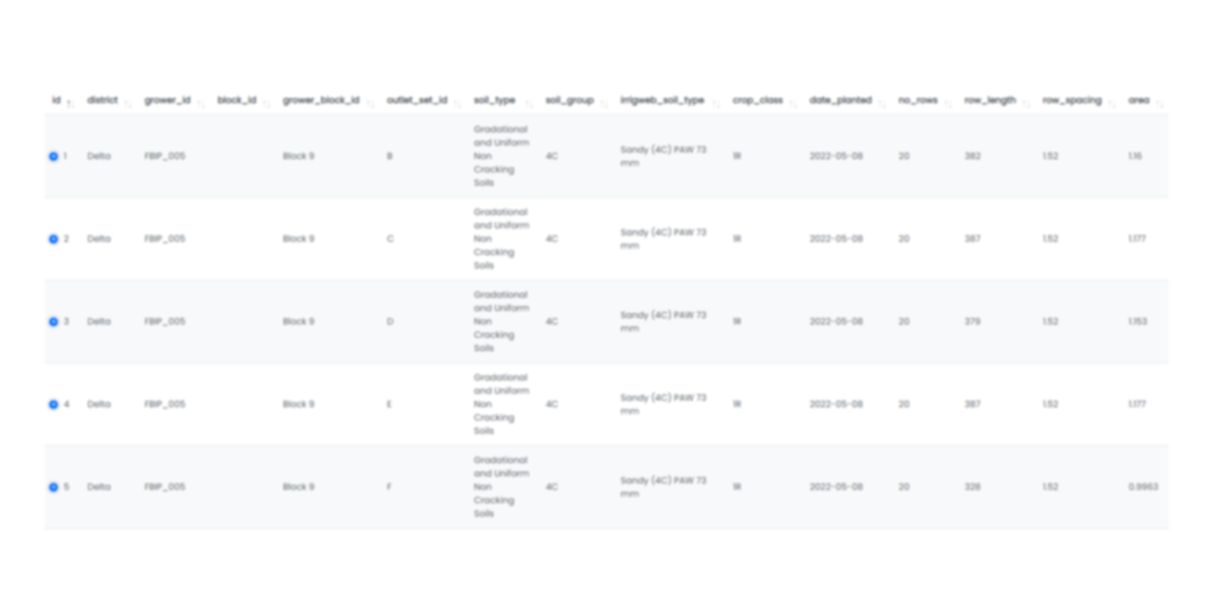 id district grower_id block_id grower_block_id outlet_set_id soil_type soil_group irrigweb_soil_type crop_class date_planted no_rows row_length row_spacing area
Gradational
and Uniform
Sandy (4C) PAW 73
1 Delta FBIP_005 Block 9 B Non 4C 2022-05-08 20 382 1.52 1.16
mm
Cracking
Soils
Gradational
and Uniform
Sandy (4C) PAW 73
2 Delta FBIP_005 Block 9 C Non 4C 2022-05-08 20 387 1.52 1.177
mm
Cracking
Soils
Gradational
and Uniform
Sandy (4C) PAW 73
3 Delta FBIP_005 Block 9 D Non 4C 2022-05-08 20 379 1.52 1.153
mm
Cracking
Soils
Gradational
and Uniform
Sandy (4C) PAW 73
4 Delta FBIP_005 Block 9 E Non 4C 2022-05-08 20 387 1.52 1.177
mm
Cracking
Soils
Gradational
and Uniform
Sandy (4C) PAW 73
5 Delta FBIP_005 Block 9 F Non 4C 2022-05-08 20 328 1.52 0.9963
mm
Cracking
Soils